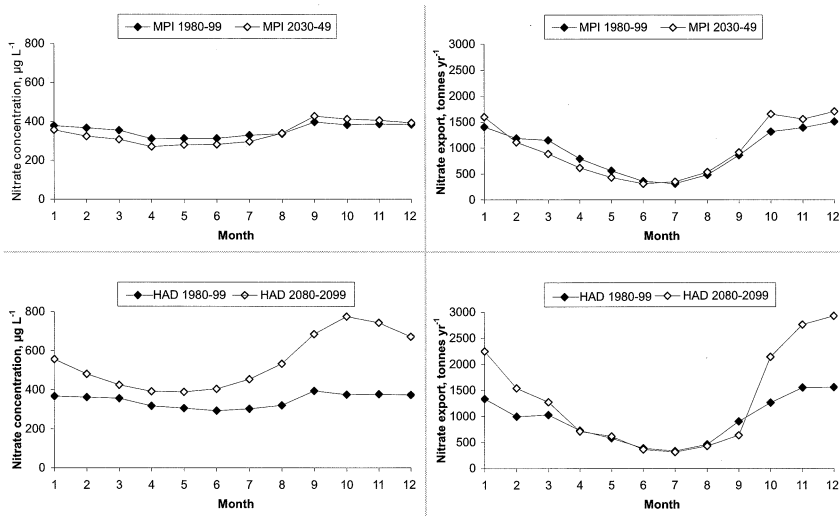 MPI 1980-99 MPI 2030-49
Nitrate concentration, µg L-1
800
600
400
200
0
1 2 3 4 5 6 7 8 9 10 11 12
Month
MPI 1980-99 MPI 2030-49
Nitrate export, tonnes yr-1
3000
2500
2000
1500
1000
500
0
1 2 3 4 5 6 7 8 9 10 11 12
Month
HAD 1980-99 HAD 2080-2099
Nitrate concentration, µg L-1
800
600
400
200
0
1 2 3 4 5 6 7 8 9 10 11 12
Month
HAD 1980-99 HAD 2080-2099
Nitrate export, tonnes yr-1
3000
2500
2000
1500
1000
500
0
1 2 3 4 5 6 7 8 9 10 11 12
Month